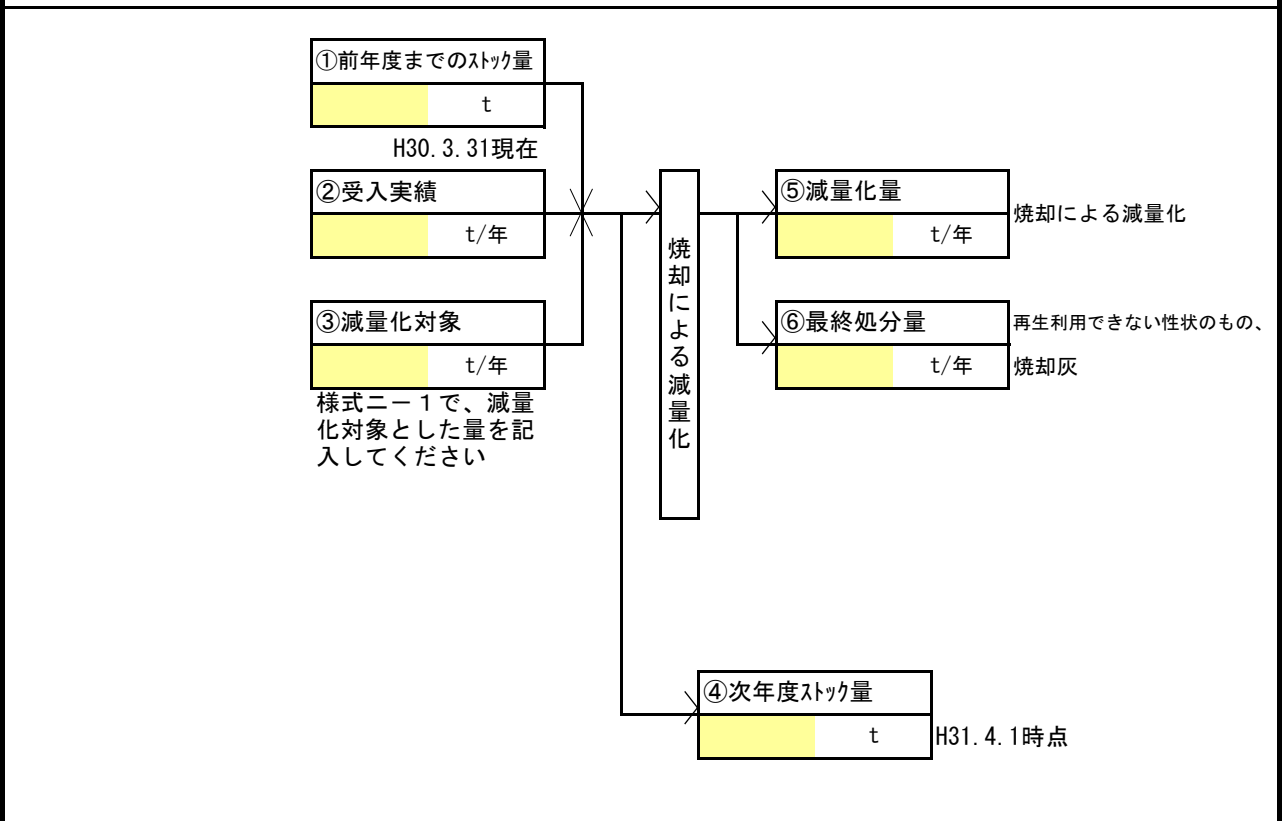 ①前年度までのｽﾄｯｸ量
t
H30.3.31現在
②受入実績
t/年
③減量化対象
t/年
様式ニ－１で、減量
化対象とした量を記
入してください
焼却による減量化
⑤減量化量
t/年
焼却による減量化
⑥最終処分量
t/年
再生利用できない性状のもの、
焼却灰
④次年度ｽﾄｯｸ量
t
H31.4.1時点